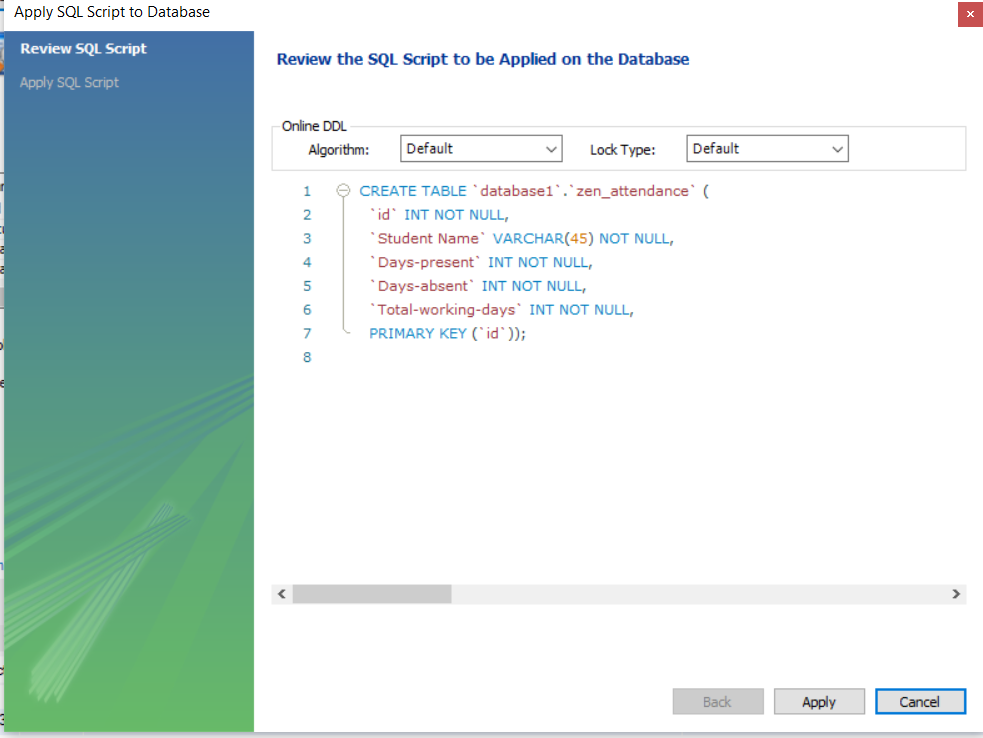 Apply SQL Script to Database
Review SQL Script
Apply SQL Script
Review the SQL Script to be Applied on the Database
Online DDL
Algorithm: Default Lock Type: Default
1 CREATE TABLE `database1`.`zen_attendance` (
2 `id` INT NOT NULL,
3 `Student Name` VARCHAR(45) NOT NULL,
4 `Days-present` INT NOT NULL,
5 `Days-absent` INT NOT NULL,
6 `Total-working-days` INT NOT NULL,
7 PRIMARY KEY (`id`));
8
Back Apply Cancel